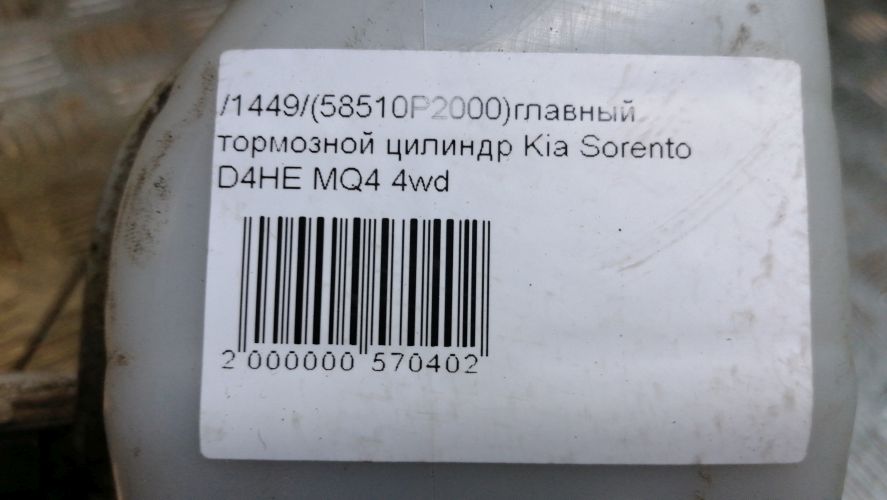 /1449/(58510P2000)главный
тормозной цилиндр Kia Sorento
D4HE MQ4 4wd
2 000000 570402